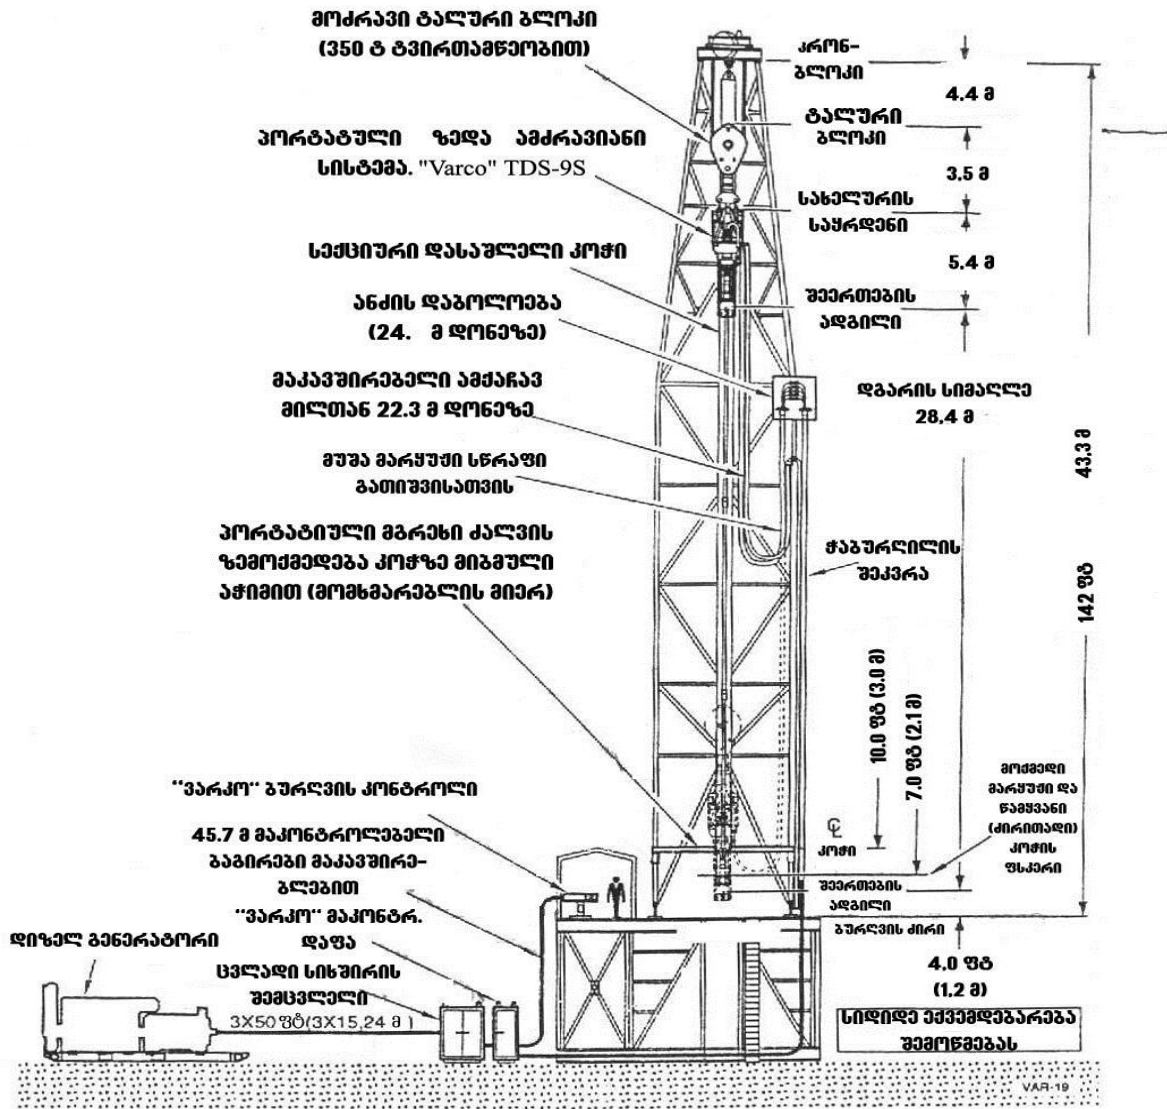 მოძრავი ტალური ბლოკი
(350 ტ ტვირთამწეობით)
პორტატული ზედა ამძრავიანი
სისტემა. "Varco" TDS-9S
სექციური დასაშლელი კოჭი
ანძის დაბოლოება
(24. მ დონეზე)
მაკავშირებელი ამქაჩავ
მილთან 22.3 მ დონეზე
მუშა მარყუჟი სწრაფი
გათიშვისათვის
პორტატიული მგრეხი ძალვის
ზემოქმედება კოჭზე მიბმული
აჭიმით (მომხმარებლის მიერ)
"ვარკო" ბურღვის კონტროლი
45.7 მ მაკონტროლებელი
ბაგირები მაკავშირე-
ბლებით
"ვარკო" მაკონტრ.
დაფა
დიზელ გენერატორი
ცვლადი სიხშირის
შემცვლელი
3X50 ფტ(3X15,24 მ)
კრონ-
ბლოკი
4.4 მ
ტალური
ბლოკი
3.5 მ
სახელურის
საყრდენი
5.4 მ
შეერთების
ადგილი
დგარის სიმაღლე
28,4 მ
43.3 მ
142 ფტ
ჭაბურღილის
შეკვრა
10.0 ფტ (3.0 მ)
7.0 ფტ (2.1 მ)
მოქმედი
მარყუჟი და
წამყვანი
(ძირითადი)
კოჭის
ფსკერი
℄
კოჭი
შეერთების
ადგილი
ბურღვის ძირი
4.0 ფტ
(1,2 მ)
სიდიდე ექვემდებარება
შემოწმებას
VAR-19